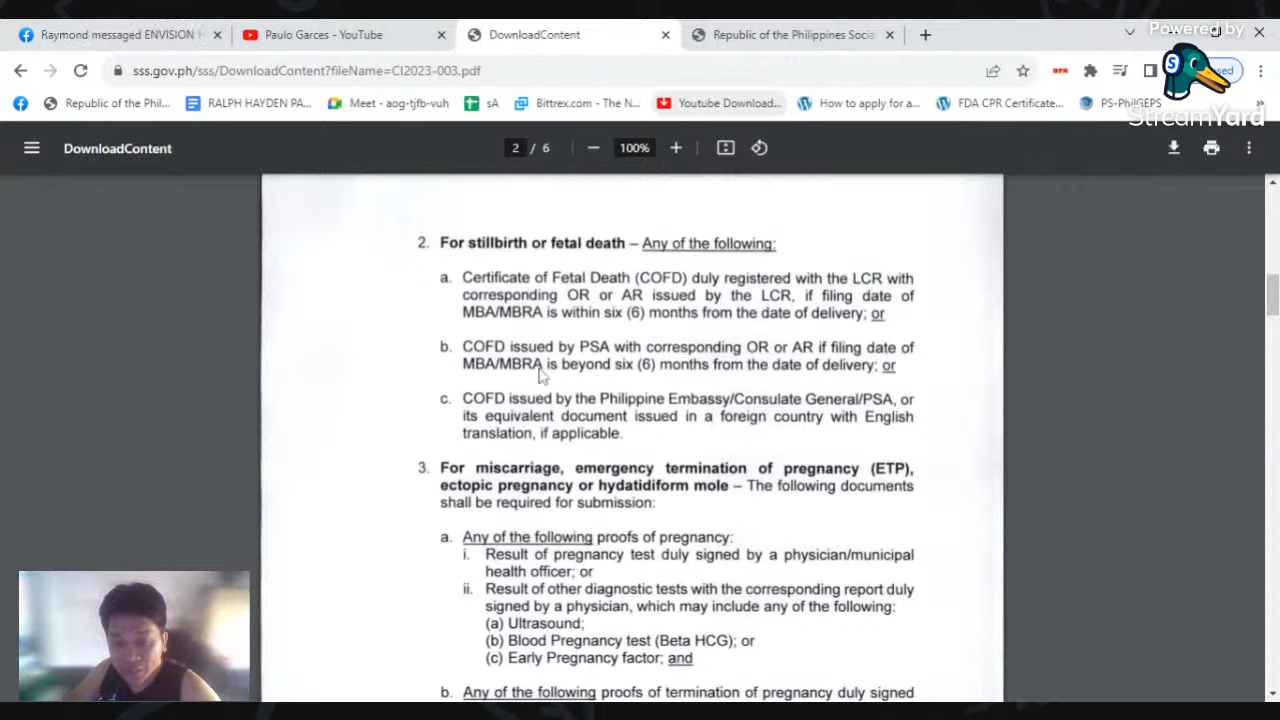 Raymond messaged ENVISION H
Paulo Garces - YouTube
DownloadContent
Republic of the Philippines Socia
Powered by
sss.gov.ph/sss/DownloadContent?fileName=CI2023-003.pdf
Republic of the Phil...
RALPH HAYDEN PA...
Meet - aog-tjfb-vuh
sA
Bittrex.com - The N...
Youtube Download...
How to apply for a...
FDA CPR Certificate...
PS-PhilGEPS
StreamYard
DownloadContent
2 / 6
100%
2. For stillbirth or fetal death – Any of the following:
a. Certificate of Fetal Death (COFD) duly registered with the LCR with
corresponding OR or AR issued by the LCR, if filing date of
MBA/MBRA is within six (6) months from the date of delivery; or
b. COFD issued by PSA with corresponding OR or AR if filing date of
MBA/MBRA is beyond six (6) months from the date of delivery; or
c. COFD issued by the Philippine Embassy/Consulate General/PSA, or
its equivalent document issued in a foreign country with English
translation, if applicable.
3. For miscarriage, emergency termination of pregnancy (ETP),
ectopic pregnancy or hydatidiform mole – The following documents
shall be required for submission:
a. Any of the following proofs of pregnancy:
i. Result of pregnancy test duly signed by a physician/municipal
health officer; or
ii. Result of other diagnostic tests with the corresponding report duly
signed by a physician, which may include any of the following:
(a) Ultrasound;
(b) Blood Pregnancy test (Beta HCG); or
(c) Early Pregnancy factor; and
b. Any of the following proofs of termination of pregnancy duly signed